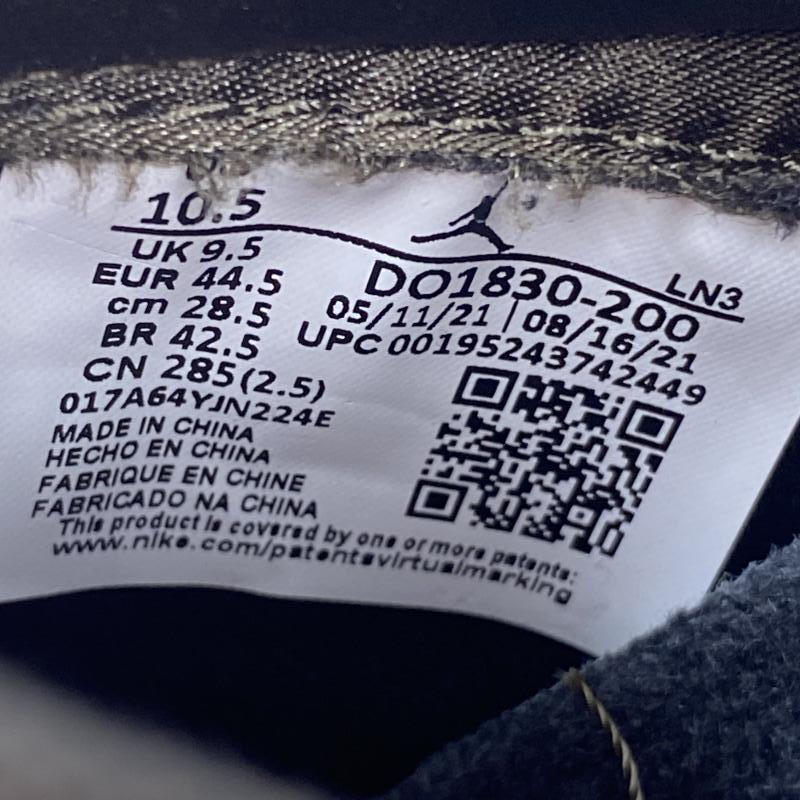 10.5
UK 9.5
EUR 44.5
cm 28.5
BR 42.5
CN 285(2.5)
017A64YJN224E
MADE IN CHINA
HECHO EN CHINA
FABRIQUE EN CHINE
FABRICADO NA CHINA
LN3
DO1830-200
05/11/21 | 08/16/21
UPC 00195243742449
This product is covered by one or more patents:
www.nike.com/patentsvirtualmarking